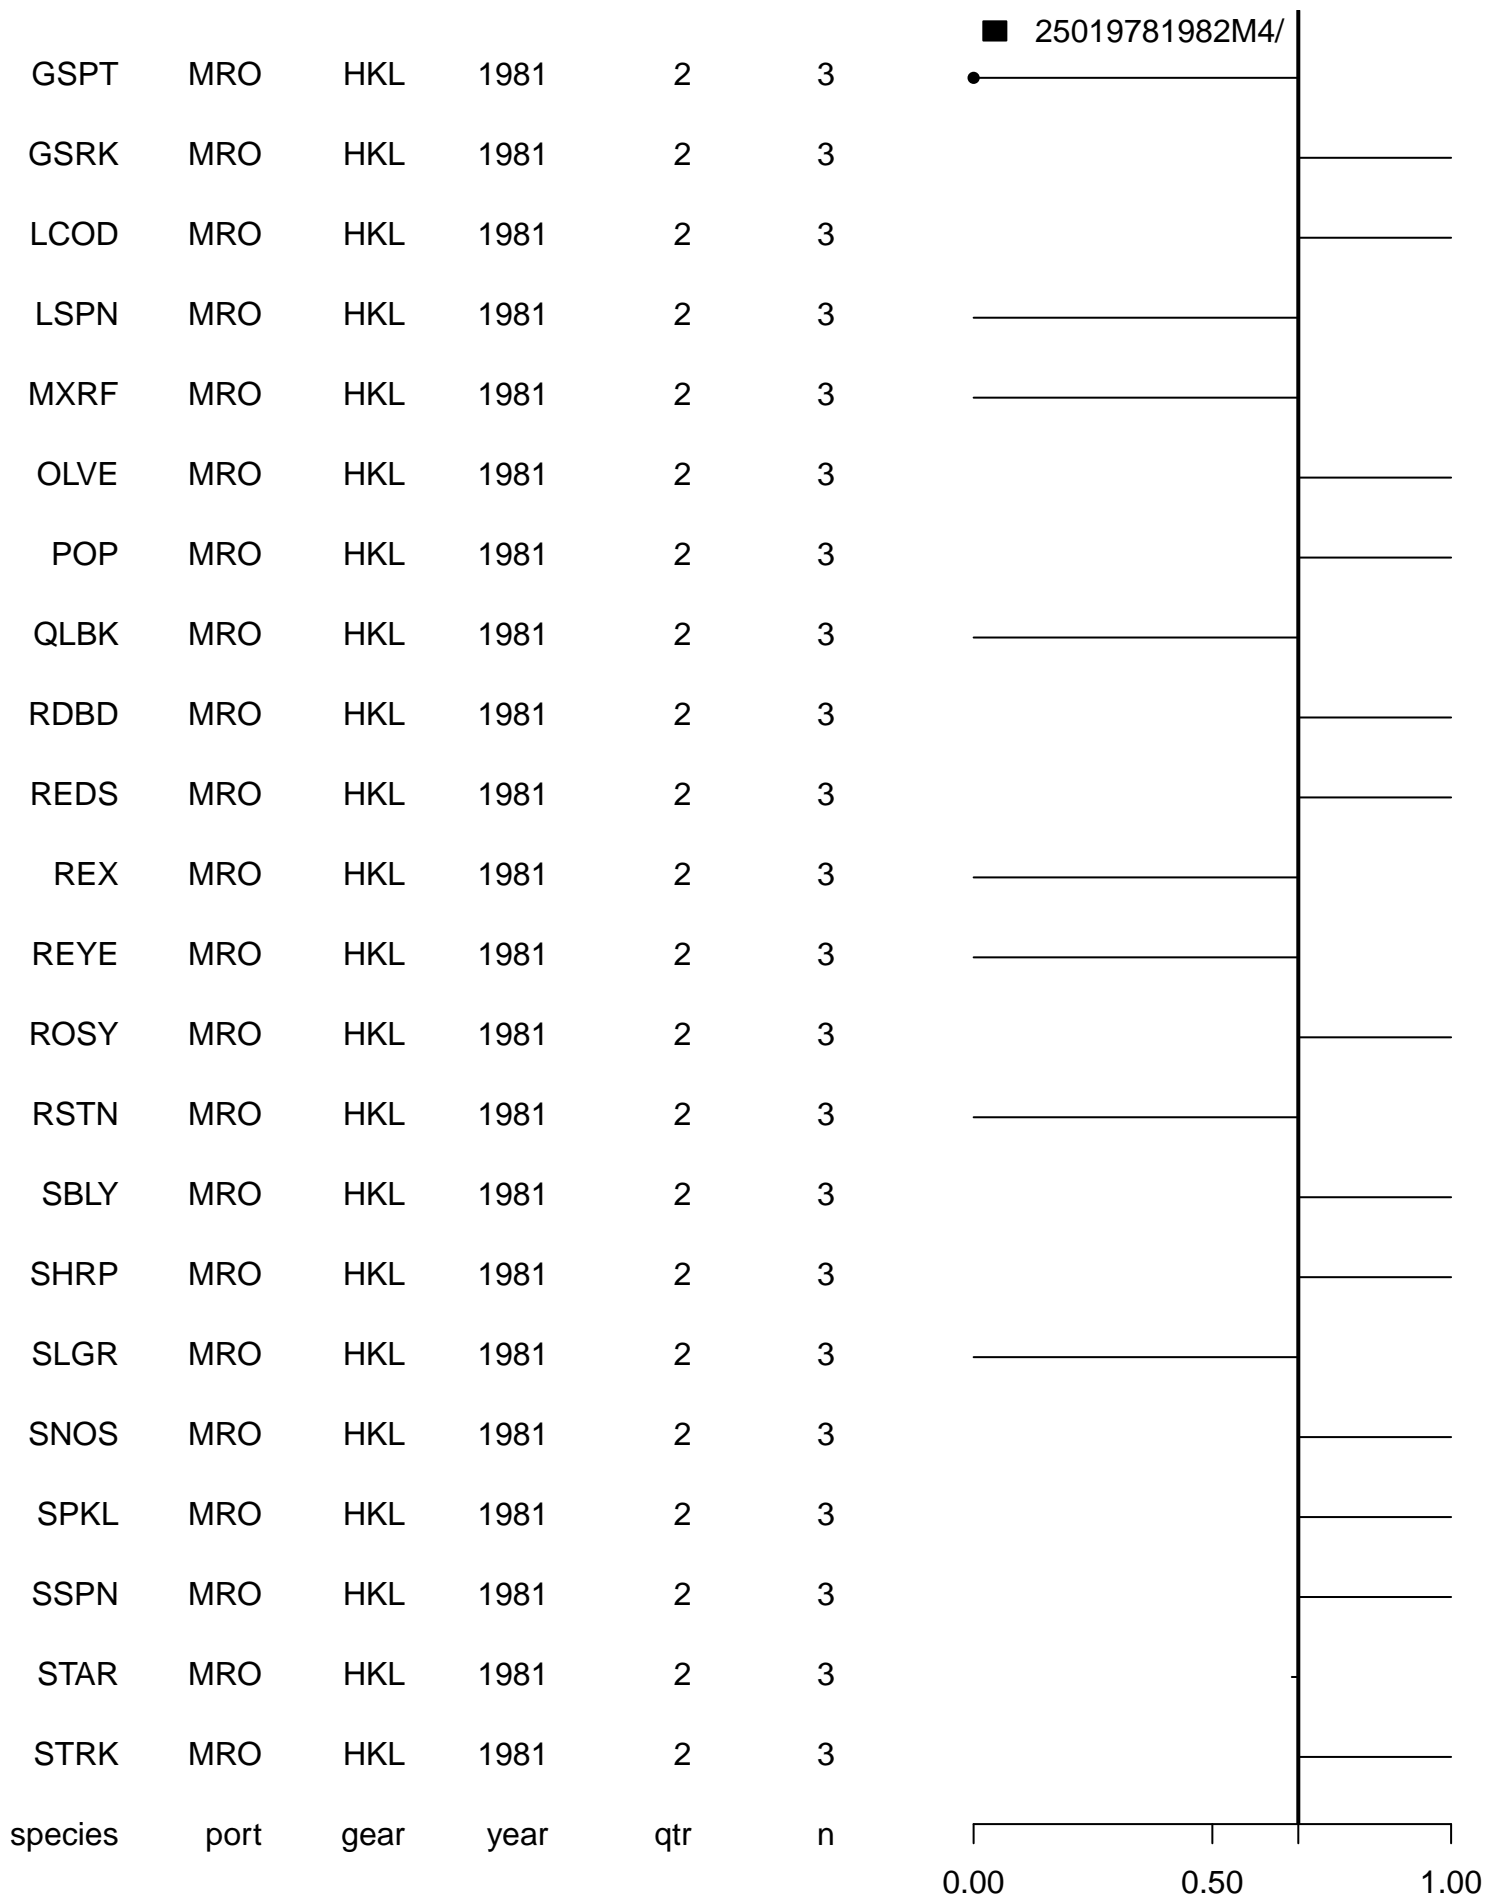 25019781982M4/
GSPT MRO HKL 1981 2 3
GSRK MRO HKL 1981 2 3
LCOD MRO HKL 1981 2 3
LSPN MRO HKL 1981 2 3
MXRF MRO HKL 1981 2 3
OLVE MRO HKL 1981 2 3
POP MRO HKL 1981 2 3
QLBK MRO HKL 1981 2 3
RDBD MRO HKL 1981 2 3
REDS MRO HKL 1981 2 3
REX MRO HKL 1981 2 3
REYE MRO HKL 1981 2 3
ROSY MRO HKL 1981 2 3
RSTN MRO HKL 1981 2 3
SBLY MRO HKL 1981 2 3
SHRP MRO HKL 1981 2 3
SLGR MRO HKL 1981 2 3
SNOS MRO HKL 1981 2 3
SPKL MRO HKL 1981 2 3
SSPN MRO HKL 1981 2 3
STAR MRO HKL 1981 2 3
STRK MRO HKL 1981 2 3
species port gear year qtr n
0.00 0.50 1.00